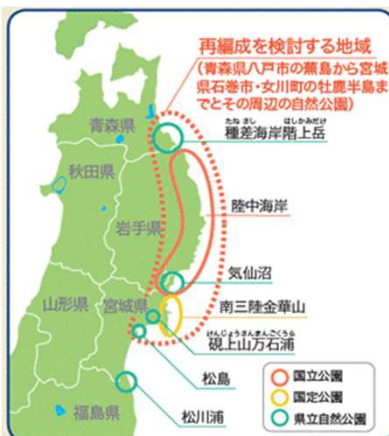 再編成を検討する地域
(青森県八戸市の蕪島から宮城
県石巻市・女川町の牡鹿半島ま
でとその周辺の自然公園)
青森県
たねさし はしかみだけ
種差海岸階上岳
秋田県
陸中海岸
岩手県
気仙沼
山形県
宮城県
南三陸金華山
けんじょうさんまんごくうら
硯上山万石浦
松島
福島県
松川浦
国立公園
国定公園
県立自然公園